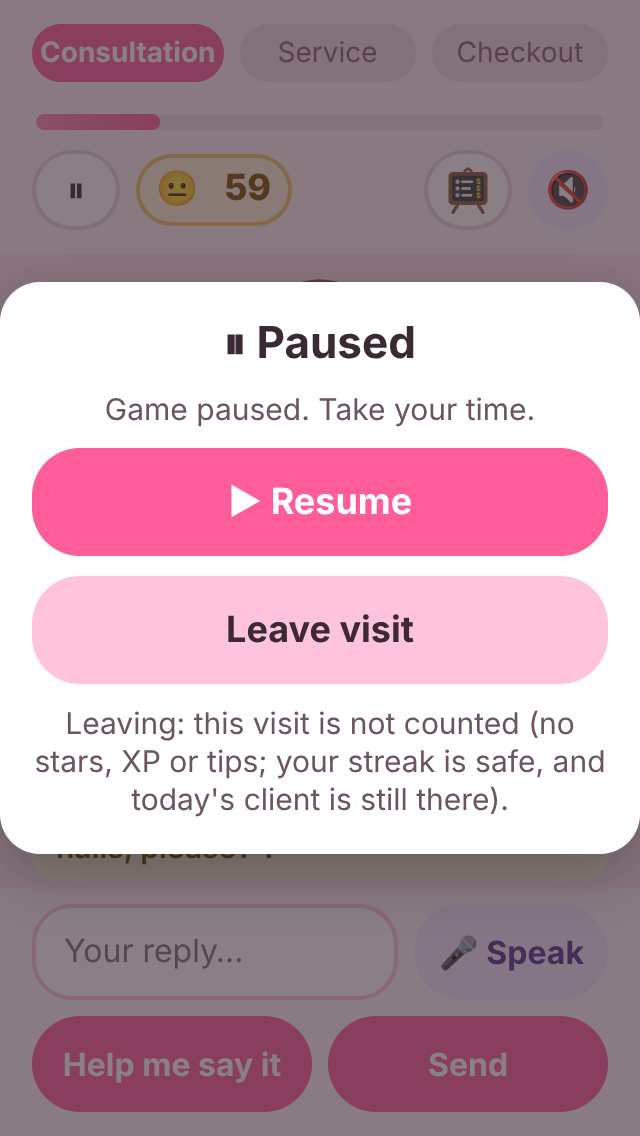 Consultation
Service
Checkout
59
Paused
Game paused. Take your time.
Resume
Leave visit
Leaving: this visit is not counted (no
stars, XP or tips; your streak is safe, and
today's client is still there).
Your reply...
Speak
Help me say it
Send